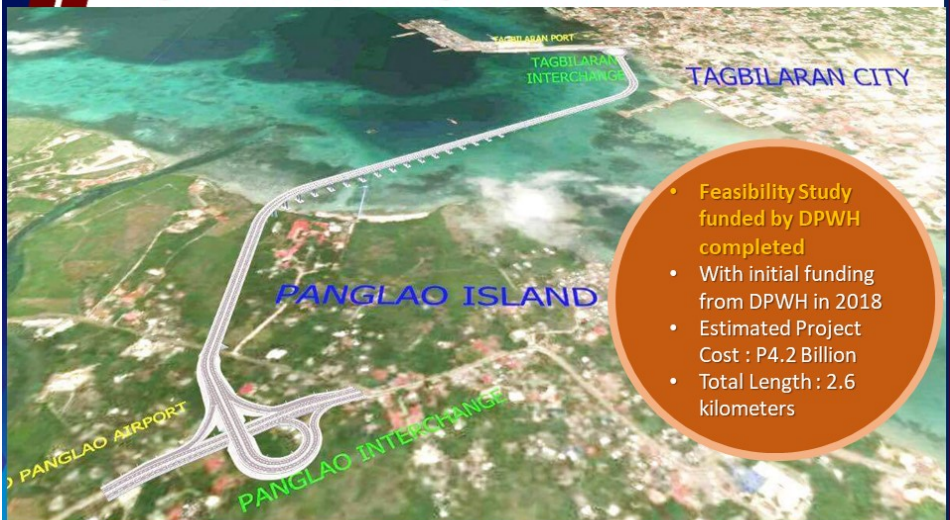 TAGBILARAN PORT
TAGBILARAN
INTERCHANGE
TAGBILARAN CITY
• Feasibility Study
funded by DPWH
completed
• With initial funding
from DPWH in 2018
• Estimated Project
Cost : P4.2 Billion
• Total Length : 2.6
kilometers
PANGLAO ISLAND
O PANGLAO AIRPORT
PANGLAO INTERCHANGE